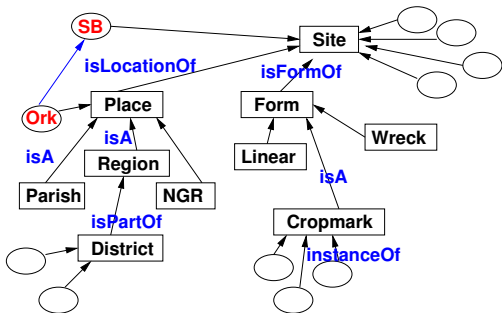 SB
Site
isLocationOf
isFormOf
Ork
Place
Form
isA
isA
Region
Linear
Wreck
Parish
NGR
isA
isPartOf
Cropmark
District
instanceOf